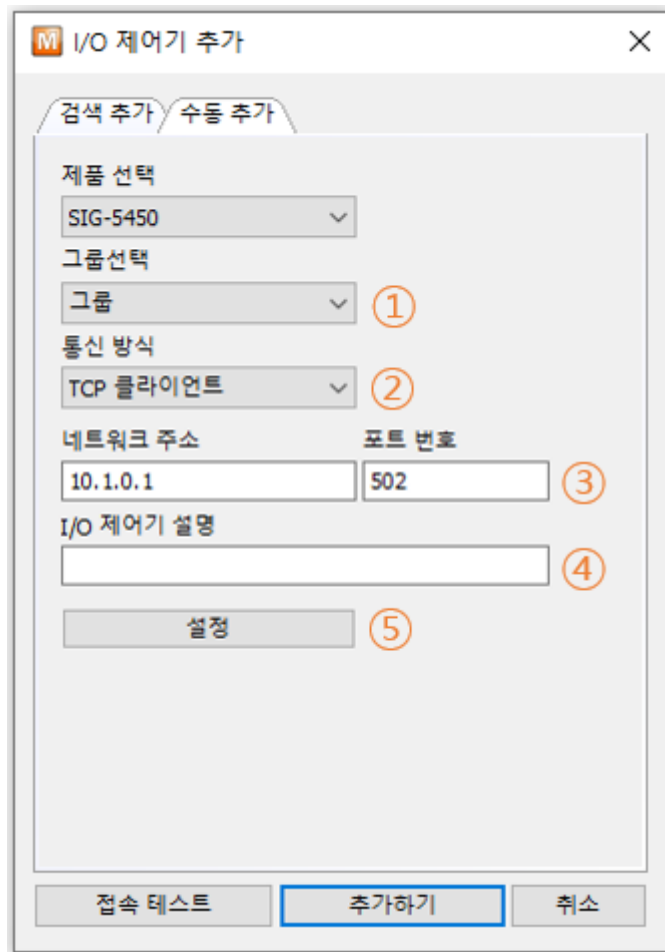 M I/O 제어기 추가
검색 추가 수동 추가
제품 선택
SIG-5450
그룹선택
그룹 ①
통신 방식
TCP 클라이언트 ②
네트워크 주소 포트 번호
10.1.0.1 502 ③
I/O 제어기 설명
④
설정 ⑤
접속 테스트 추가하기 취소